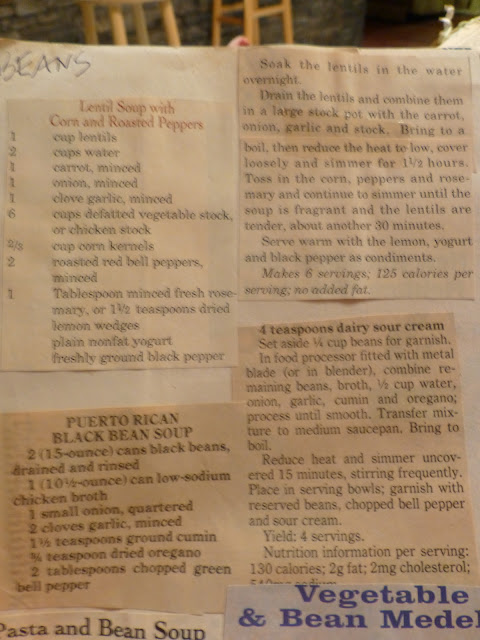 BEANS
Lentil Soup with
Corn and Roasted Peppers
1 cup lentils
2 cups water
1 carrot, minced
1 onion, minced
1 clove garlic, minced
6 cups defatted vegetable stock,
or chicken stock
2/3 cup corn kernels
2 roasted red bell peppers,
minced
1 Tablespoon minced fresh rose-
mary, or 1½ teaspoons dried
lemon wedges
plain nonfat yogurt
freshly ground black pepper
Soak the lentils in the water
overnight.
Drain the lentils and combine them
in a large stock pot with the carrot,
onion, garlic and stock. Bring to a
boil, then reduce the heat to low, cover
loosely and simmer for 1½ hours.
Toss in the corn, peppers and rose-
mary and continue to simmer until the
soup is fragrant and the lentils are
tender, about another 30 minutes.
Serve warm with the lemon, yogurt
and black pepper as condiments.
Makes 6 servings; 125 calories per
serving; no added fat.
PUERTO RICAN
BLACK BEAN SOUP
2 (15-ounce) cans black beans,
drained and rinsed
1 (10½-ounce) can low-sodium
chicken broth
1 small onion, quartered
2 cloves garlic, minced
1½ teaspoons ground cumin
¾ teaspoon dried oregano
2 tablespoons chopped green
bell pepper
4 teaspoons dairy sour cream
Set aside ¼ cup beans for garnish.
In food processor fitted with metal
blade (or in blender), combine re-
maining beans, broth, ½ cup water,
onion, garlic, cumin and oregano;
process until smooth. Transfer mix-
ture to medium saucepan. Bring to
boil.
Reduce heat and simmer uncov-
ered 15 minutes, stirring frequently.
Place in serving bowls; garnish with
reserved beans, chopped bell pepper
and sour cream.
Yield: 4 servings.
Nutrition information per serving:
130 calories; 2g fat; 2mg cholesterol;
Pasta and Bean Soup
Vegetable
& Bean Medel